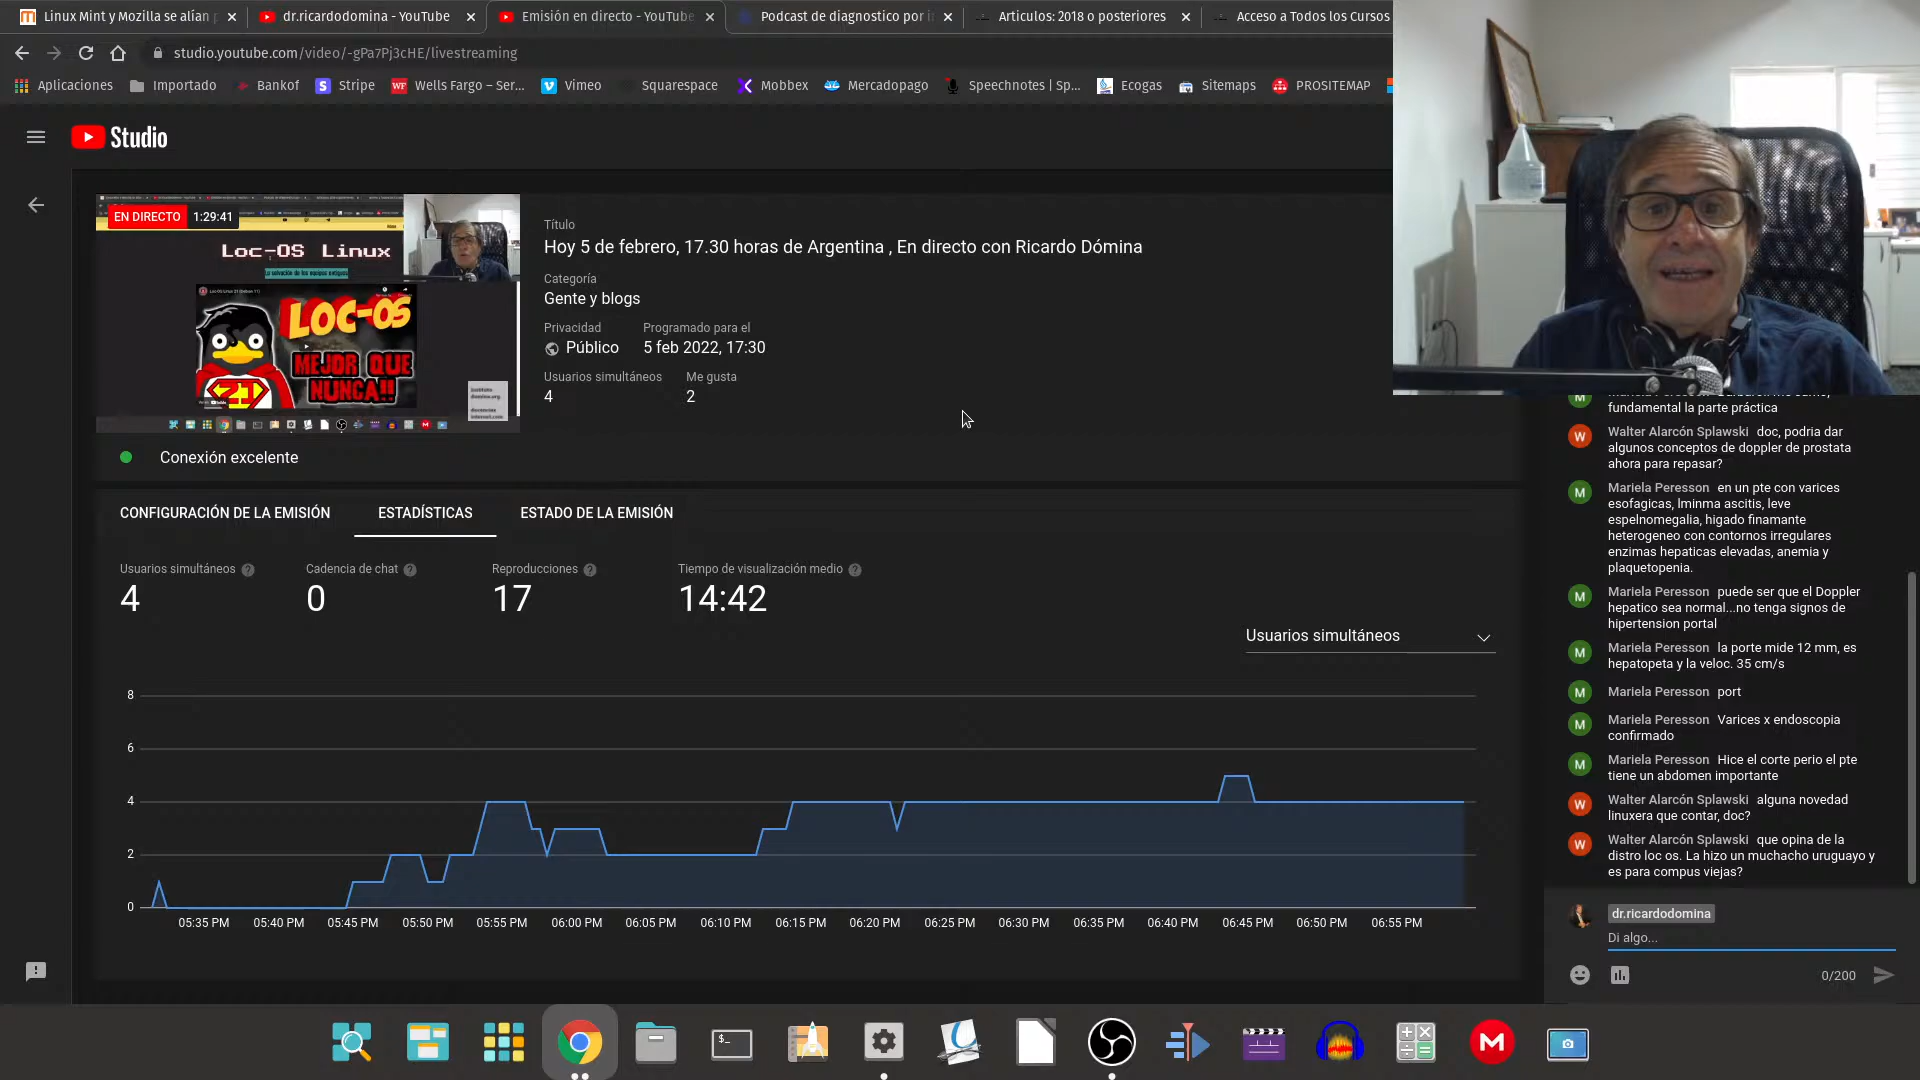 Linux Mint y Mozilla se alían
dr.ricardodomina - YouTube
Emisión en directo - YouTube
Podcast de diagnostico por i
Articulos: 2018 o posteriores
Acceso a Todos los Cursos
studio.youtube.com/video/-gPa7Pj3cHE/livestreaming
Aplicaciones
Importado
Bankof
Stripe
Wells Fargo – Ser...
Vimeo
Squarespace
Mobbex
Mercadopago
Speechnotes | Sp...
Ecogas
Sitemaps
PROSITEMAP
Studio
EN DIRECTO 1:29:41
Loc-OS Linux
La salvación de los equipos antiguos
LOC-OS
MEJOR QUE
NUNCA!!
21
Título
Hoy 5 de febrero, 17.30 horas de Argentina , En directo con Ricardo Dómina
Categoría
Gente y blogs
Privacidad
Público
Programado para el
5 feb 2022, 17:30
Usuarios simultáneos
4
Me gusta
2
Conexión excelente
CONFIGURACIÓN DE LA EMISIÓN
ESTADÍSTICAS
ESTADO DE LA EMISIÓN
Usuarios simultáneos
4
Cadencia de chat
0
Reproducciones
17
Tiempo de visualización medio
14:42
Usuarios simultáneos
8
6
4
2
0
05:35 PM
05:40 PM
05:45 PM
05:50 PM
05:55 PM
06:00 PM
06:05 PM
06:10 PM
06:15 PM
06:20 PM
06:25 PM
06:30 PM
06:35 PM
06:40 PM
06:45 PM
06:50 PM
06:55 PM
fundamental la parte práctica
Walter Alarcón Splawski doc, podria dar
algunos conceptos de doppler de prostata
ahora para repasar?
Mariela Peresson en un pte con varices
esofagicas, lminma ascitis, leve
espelnomegalia, higado finamante
heterogeneo con contornos irregulares
enzimas hepaticas elevadas, anemia y
plaquetopenia.
Mariela Peresson puede ser que el Doppler
hepatico sea normal...no tenga signos de
hipertension portal
Mariela Peresson la porte mide 12 mm, es
hepatopeta y la veloc. 35 cm/s
Mariela Peresson port
Mariela Peresson Varices x endoscopia
confirmado
Mariela Peresson Hice el corte perio el pte
tiene un abdomen importante
Walter Alarcón Splawski alguna novedad
linuxera que contar, doc?
Walter Alarcón Splawski que opina de la
distro loc os. La hizo un muchacho uruguayo y
es para compus viejas?
dr.ricardodomina
Di algo...
0/200